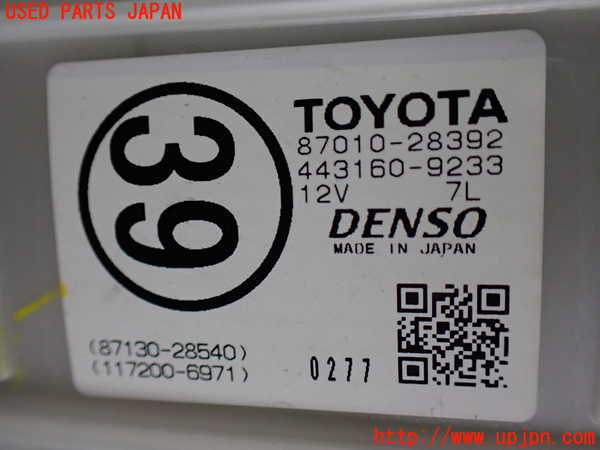 USED PARTS JAPAN
39
TOYOTA
87010-28392
443160-9233
12V 7L
DENSO
MADE IN JAPAN
(87130-28540)
(117200-6971)
0277
UPJ
http://www.upjpn.com